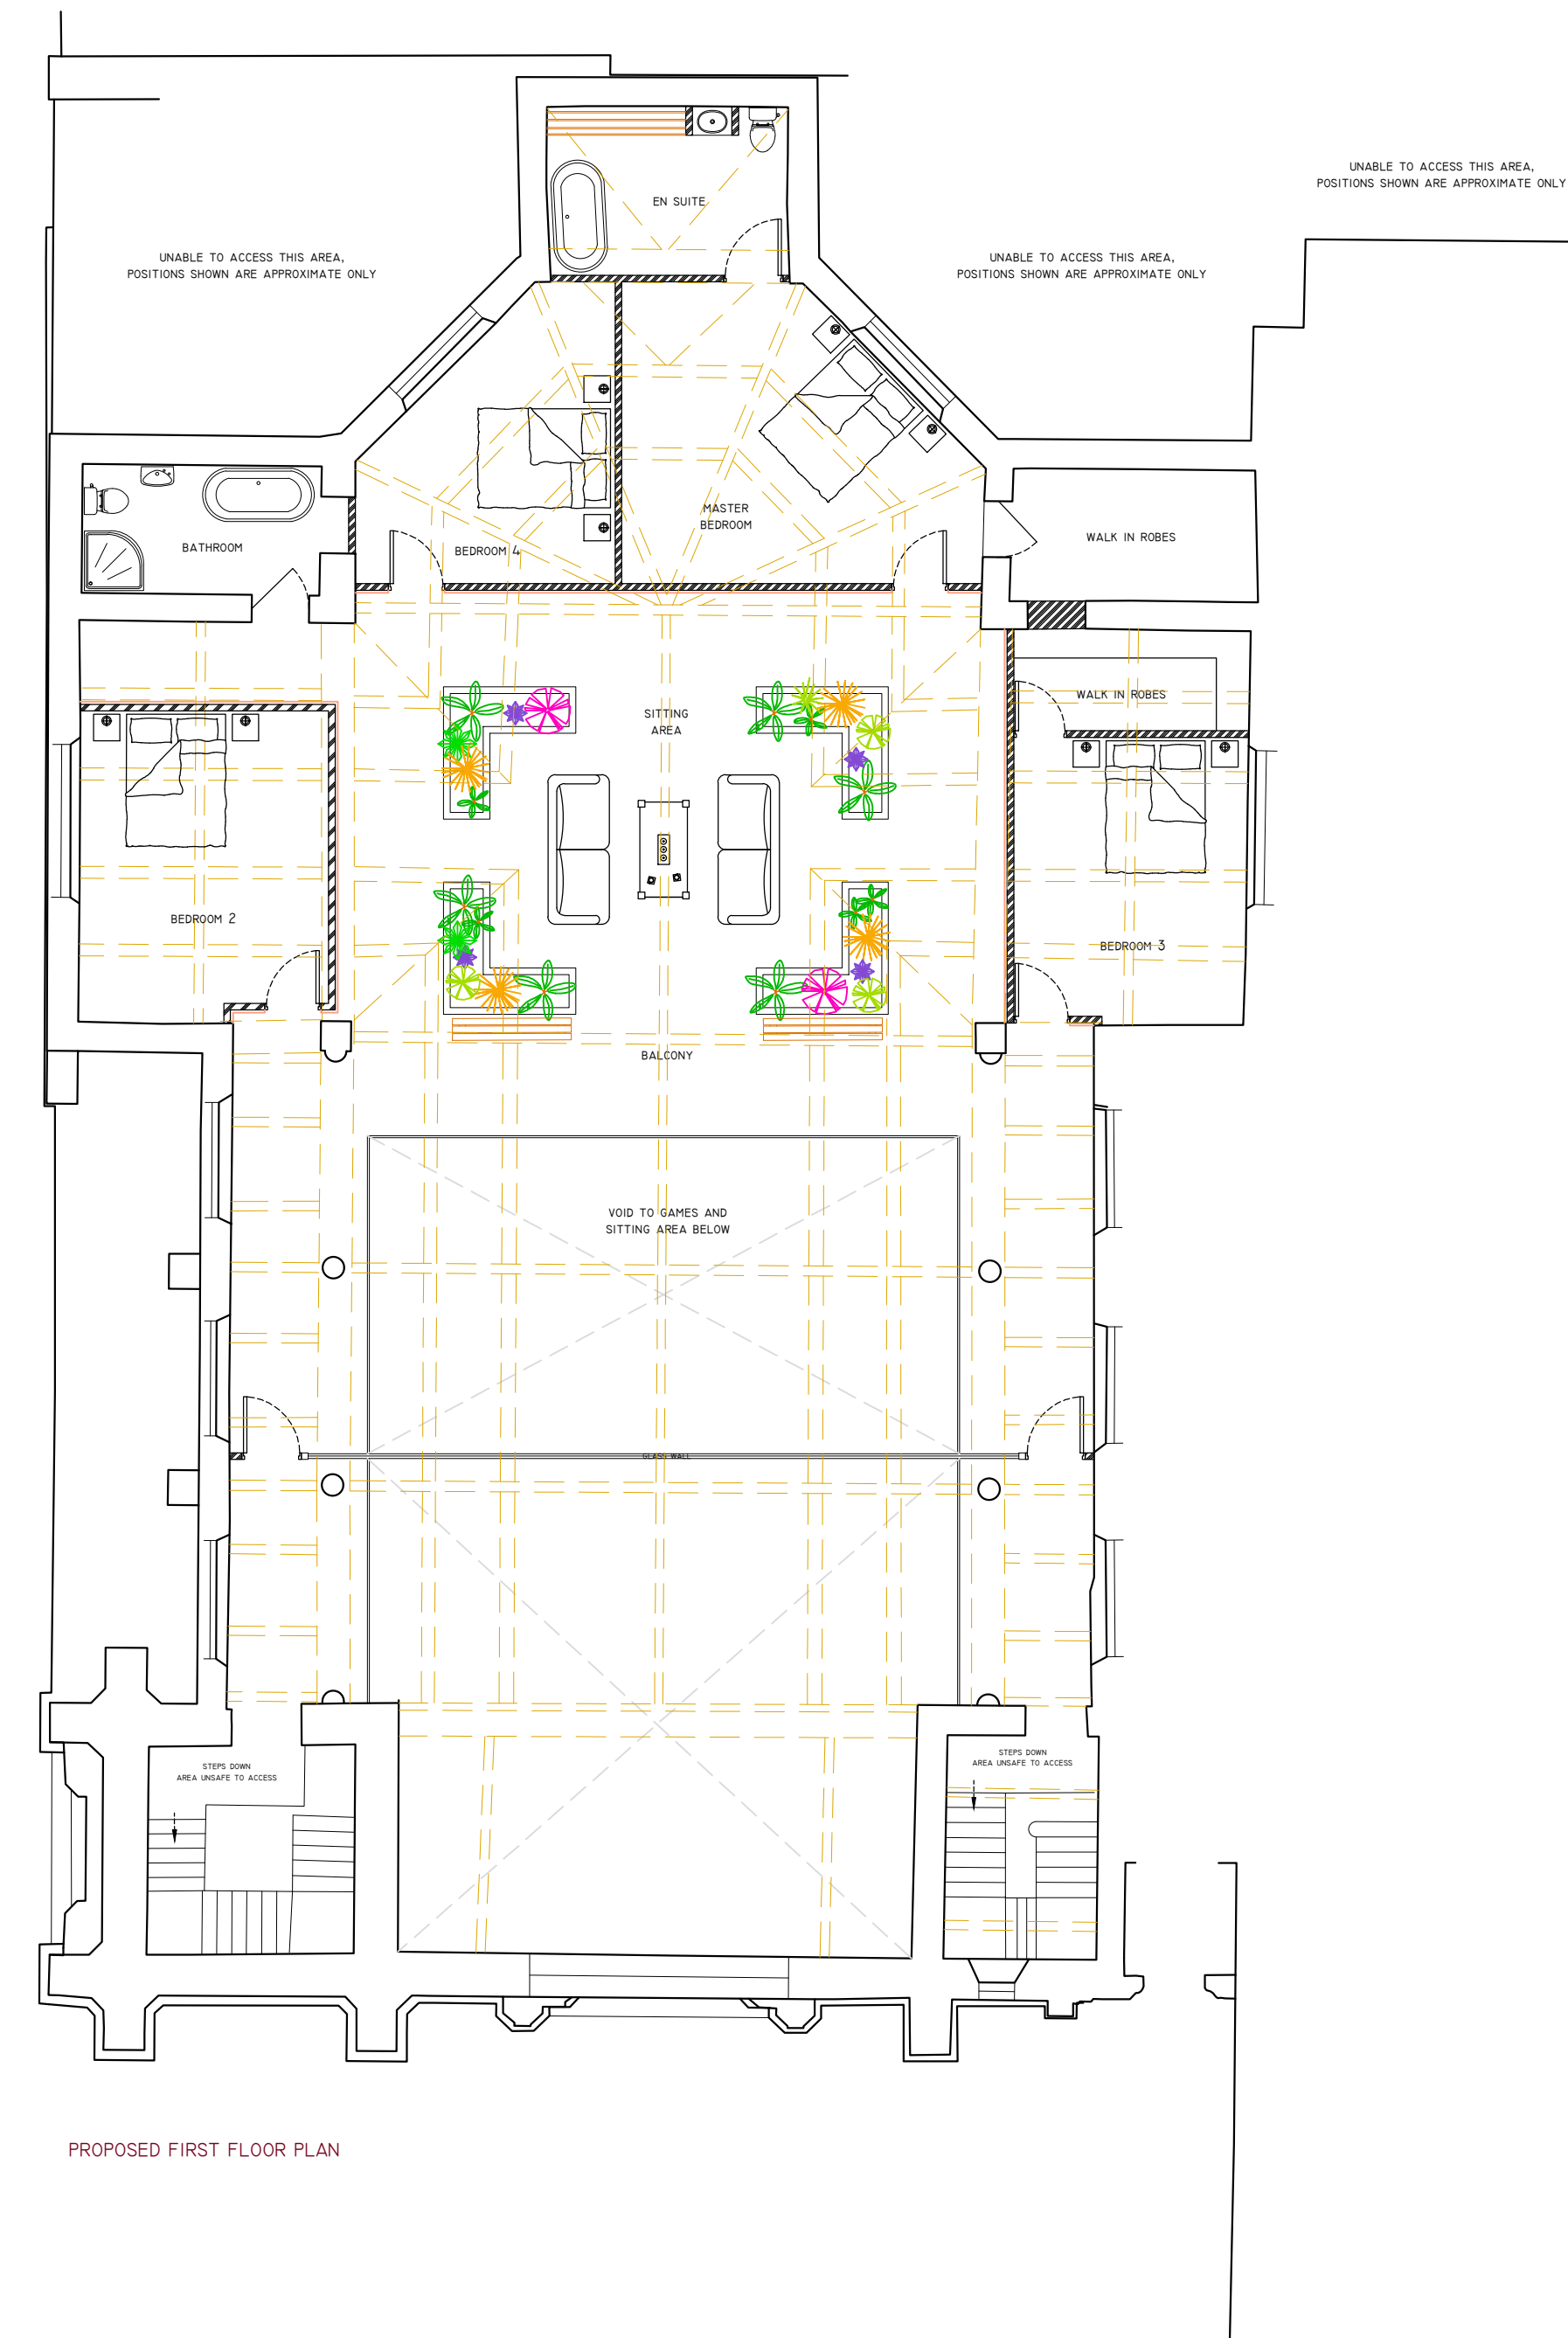 UNABLE TO ACCESS THIS AREA,
POSITIONS SHOWN ARE APPROXIMATE ONLY
EN SUITE
UNABLE TO ACCESS THIS AREA,
POSITIONS SHOWN ARE APPROXIMATE ONLY
UNABLE TO ACCESS THIS AREA,
POSITIONS SHOWN ARE APPROXIMATE ONLY
MASTER
BEDROOM
BATHROOM
BEDROOM 4
WALK IN ROBES
WALK IN ROBES
SITTING
AREA
BEDROOM 2
BEDROOM 3
BALCONY
VOID TO GAMES AND
SITTING AREA BELOW
GLASS WALL
STEPS DOWN
AREA UNSAFE TO ACCESS
STEPS DOWN
AREA UNSAFE TO ACCESS
PROPOSED FIRST FLOOR PLAN